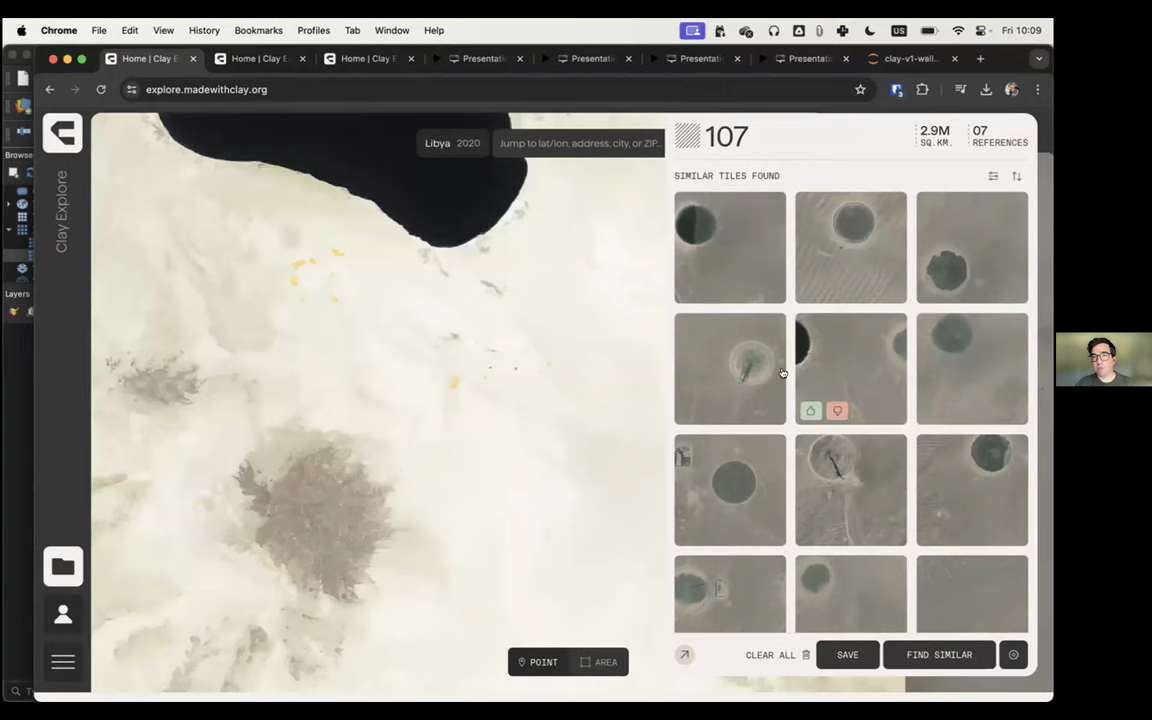 Chrome File Edit View History Bookmarks Profiles Tab Window Help
US Fri 10:09
Home | Clay E Home | Clay E Home | Clay E Presentati Presentati Presentati Presentati clay-v1-wall...
explore.madewithclay.org
Browse
Layers
Clay Explore
Libya 2020 Jump to lat/lon, address, city, or ZIP...
107
2.9M
SQ.KM.
07
REFERENCES
SIMILAR TILES FOUND
POINT AREA
CLEAR ALL SAVE FIND SIMILAR